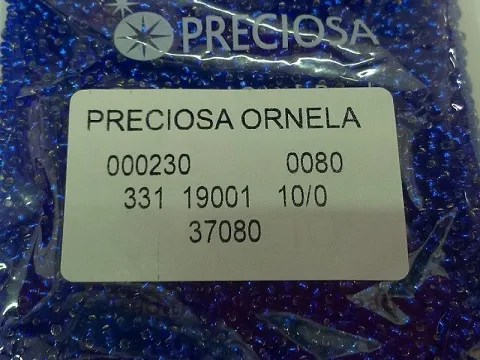 PRECIOSA
PRECIOSA ORNELA
000230 0080
331 19001 10/0
37080